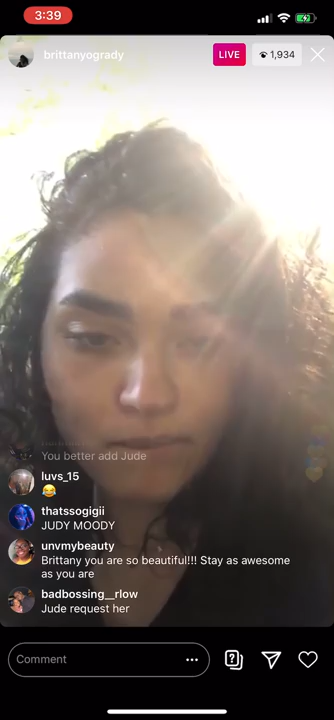 3:39
brittanyogrady
LIVE
1,934
You better add Jude
luvs_15
😂
thatssogigii
JUDY MOODY
unvmybeauty
Brittany you are so beautiful!!! Stay as awesome
as you are
badbossing__rlow
Jude request her
Comment